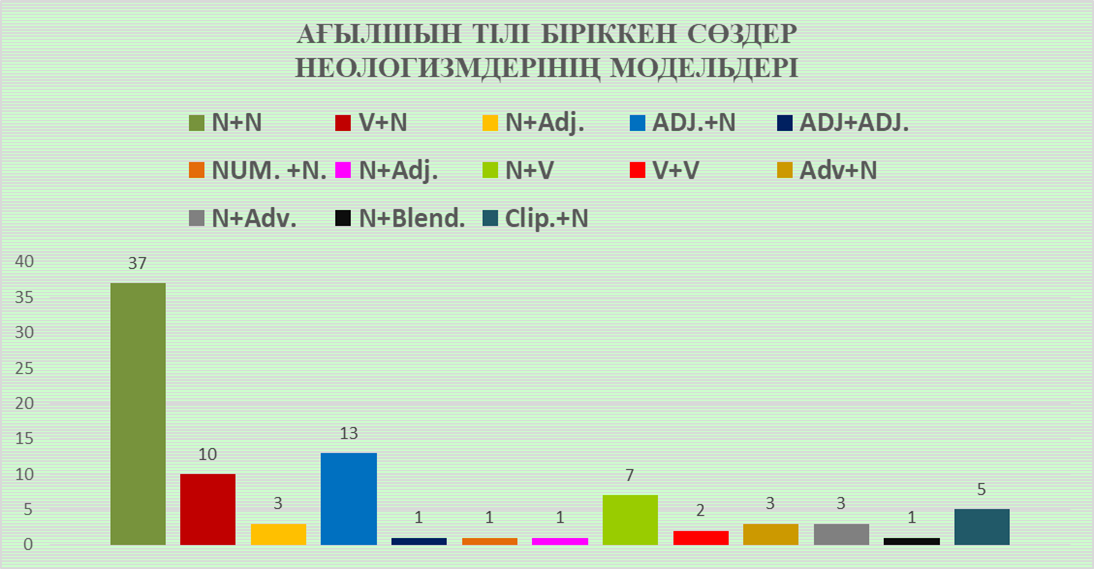 АҒЫЛШЫН ТІЛІ БІРІККЕН СӨЗДЕР
НЕОЛОГИЗМДЕРІНІҢ МОДЕЛЬДЕРІ
N+N V+N N+Adj. ADJ.+N ADJ+ADJ.
NUM. +N. N+Adj. N+V V+V Adv+N
N+Adv. N+Blend. Clip.+N
40
35
30
25
20
15
10
5
0
37 10 3 13 1 1 1 7 2 3 3 1 5